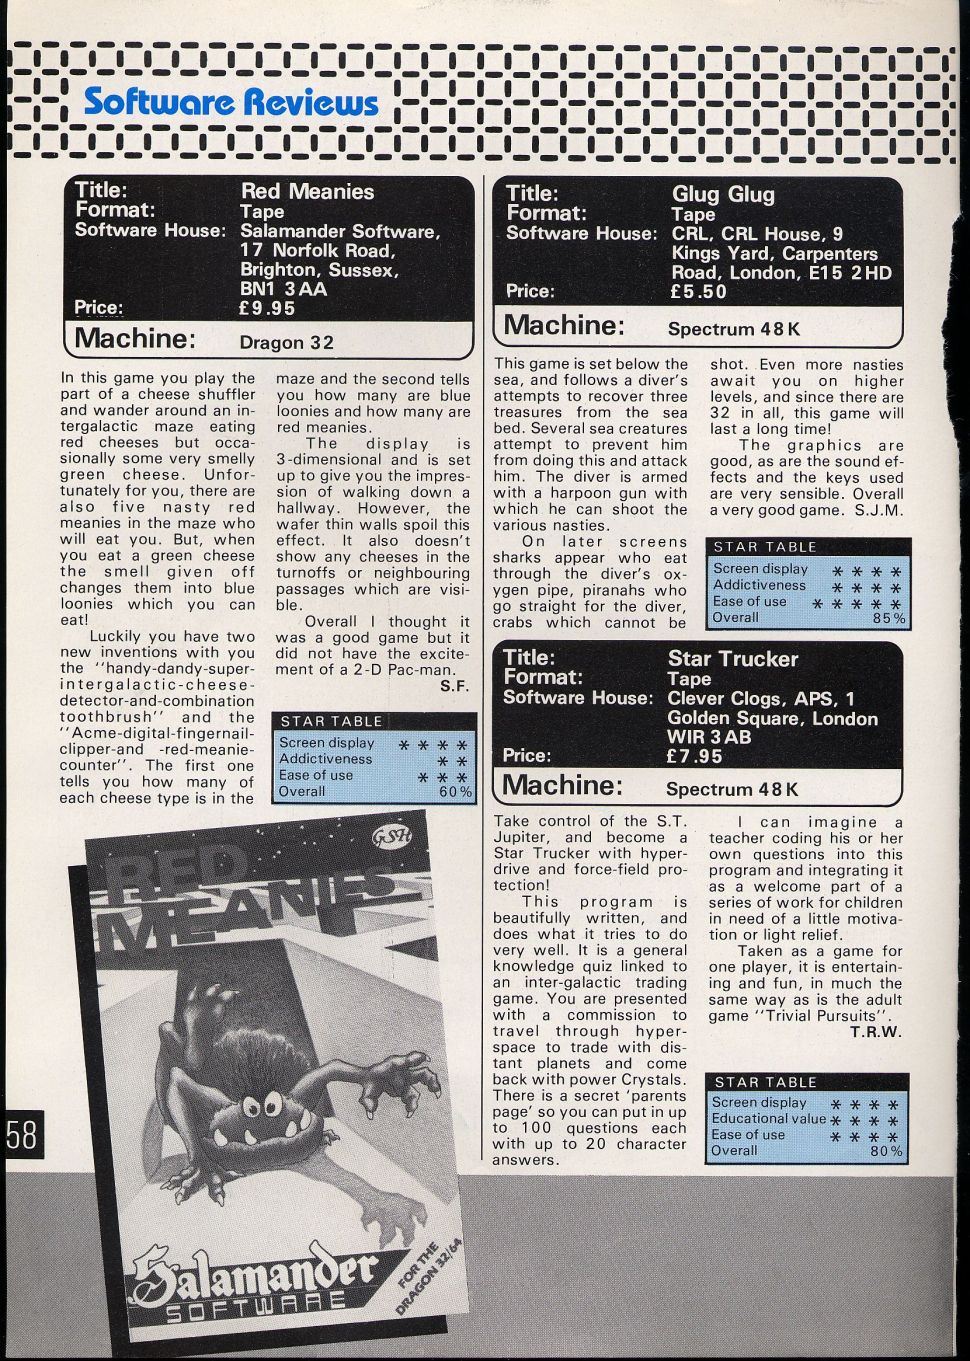 Software Reviews
Title: Red Meanies
Format: Tape
Software House: Salamander Software,
17 Norfolk Road,
Brighton, Sussex,
BN1 3AA
Price: £9.95
Machine: Dragon 32
In this game you play the
part of a cheese shuffler
and wander around an in-
tergalactic maze eating
red cheeses but occa-
sionally some very smelly
green cheese. Unfor-
tunately for you, there are
also five nasty red
meanies in the maze who
will eat you. But, when
you eat a green cheese
the smell given off
changes them into blue
loonies which you can
eat!
Luckily you have two
new inventions with you
the ''handy-dandy-super-
intergalactic-cheese-
detector-and-combination
toothbrush'' and the
''Acme-digital-fingernail-
clipper-and -red-meanie-
counter''. The first one
tells you how many of
each cheese type is in the
maze and the second tells
you how many are blue
loonies and how many are
red meanies.
The display is
3-dimensional and is set
up to give you the impres-
sion of walking down a
hallway. However, the
wafer thin walls spoil this
effect. It also doesn't
show any cheeses in the
turnoffs or neighbouring
passages which are visi-
ble.
Overall I thought it
was a good game but it
did not have the excite-
ment of a 2-D Pac-man.
S.F.
STAR TABLE
Screen display * * * *
Addictiveness * *
Ease of use * * *
Overall 60%
GSH
RED
MEANIES
Salamander
SOFTWARE
FOR THE
DRAGON 32/64
58
Title: Glug Glug
Format: Tape
Software House: CRL, CRL House, 9
Kings Yard, Carpenters
Road, London, E15 2HD
Price: £5.50
Machine: Spectrum 48K
This game is set below the
sea, and follows a diver's
attempts to recover three
treasures from the sea
bed. Several sea creatures
attempt to prevent him
from doing this and attack
him. The diver is armed
with a harpoon gun with
which he can shoot the
various nasties.
On later screens
sharks appear who eat
through the diver's ox-
ygen pipe, piranahs who
go straight for the diver,
crabs which cannot be
shot. Even more nasties
await you on higher
levels, and since there are
32 in all, this game will
last a long time!
The graphics are
good, as are the sound ef-
fects and the keys used
are very sensible. Overall
a very good game. S.J.M.
STAR TABLE
Screen display * * * *
Addictiveness * * * *
Ease of use * * * * *
Overall 85%
Title: Star Trucker
Format: Tape
Software House: Clever Clogs, APS, 1
Golden Square, London
WIR 3AB
Price: £7.95
Machine: Spectrum 48K
Take control of the S.T.
Jupiter, and become a
Star Trucker with hyper-
drive and force-field pro-
tection!
This program is
beautifully written, and
does what it tries to do
very well. It is a general
knowledge quiz linked to
an inter-galactic trading
game. You are presented
with a commission to
travel through hyper-
space to trade with dis-
tant planets and come
back with power Crystals.
There is a secret 'parents
page' so you can put in up
to 100 questions each
with up to 20 character
answers.
I can imagine a
teacher coding his or her
own questions into this
program and integrating it
as a welcome part of a
series of work for children
in need of a little motiva-
tion or light relief.
Taken as a game for
one player, it is entertain-
ing and fun, in much the
same way as is the adult
game ''Trivial Pursuits''.
T.R.W.
STAR TABLE
Screen display * * * *
Educational value * * * *
Ease of use * * * *
Overall 80%